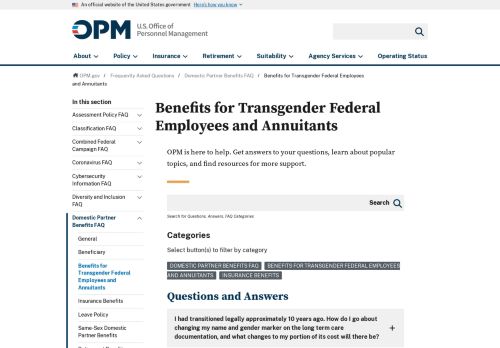 An official website of the United States government Here's how you know
OPM U.S. Office of
Personnel Management
About Policy Insurance Retirement Suitability Agency Services Operating Status
OPM.gov / Frequently Asked Questions / Domestic Partner Benefits FAQ / Benefits for Transgender Federal Employees
and Annuitants
In this section
Assessment Policy FAQ
Classification FAQ
Combined Federal
Campaign FAQ
Coronavirus FAQ
Cybersecurity
Information FAQ
Diversity and Inclusion
FAQ
Domestic Partner
Benefits FAQ
General
Beneficiary
Benefits for
Transgender Federal
Employees and
Annuitants
Insurance Benefits
Leave Policy
Same-Sex Domestic
Partner Benefits
Benefits for Transgender Federal
Employees and Annuitants
OPM is here to help. Get answers to your questions, learn about popular
topics, and find resources for more support.
Search
Search for Questions, Answers, FAQ Categories
Categories
Select button(s) to filter by category
DOMESTIC PARTNER BENEFITS FAQ BENEFITS FOR TRANSGENDER FEDERAL EMPLOYEES
AND ANNUITANTS INSURANCE BENEFITS
Questions and Answers
I had transitioned legally approximately 10 years ago. How do I go about
changing my name and gender marker on the long term care
documentation, and what changes to my portion of its cost will there be?